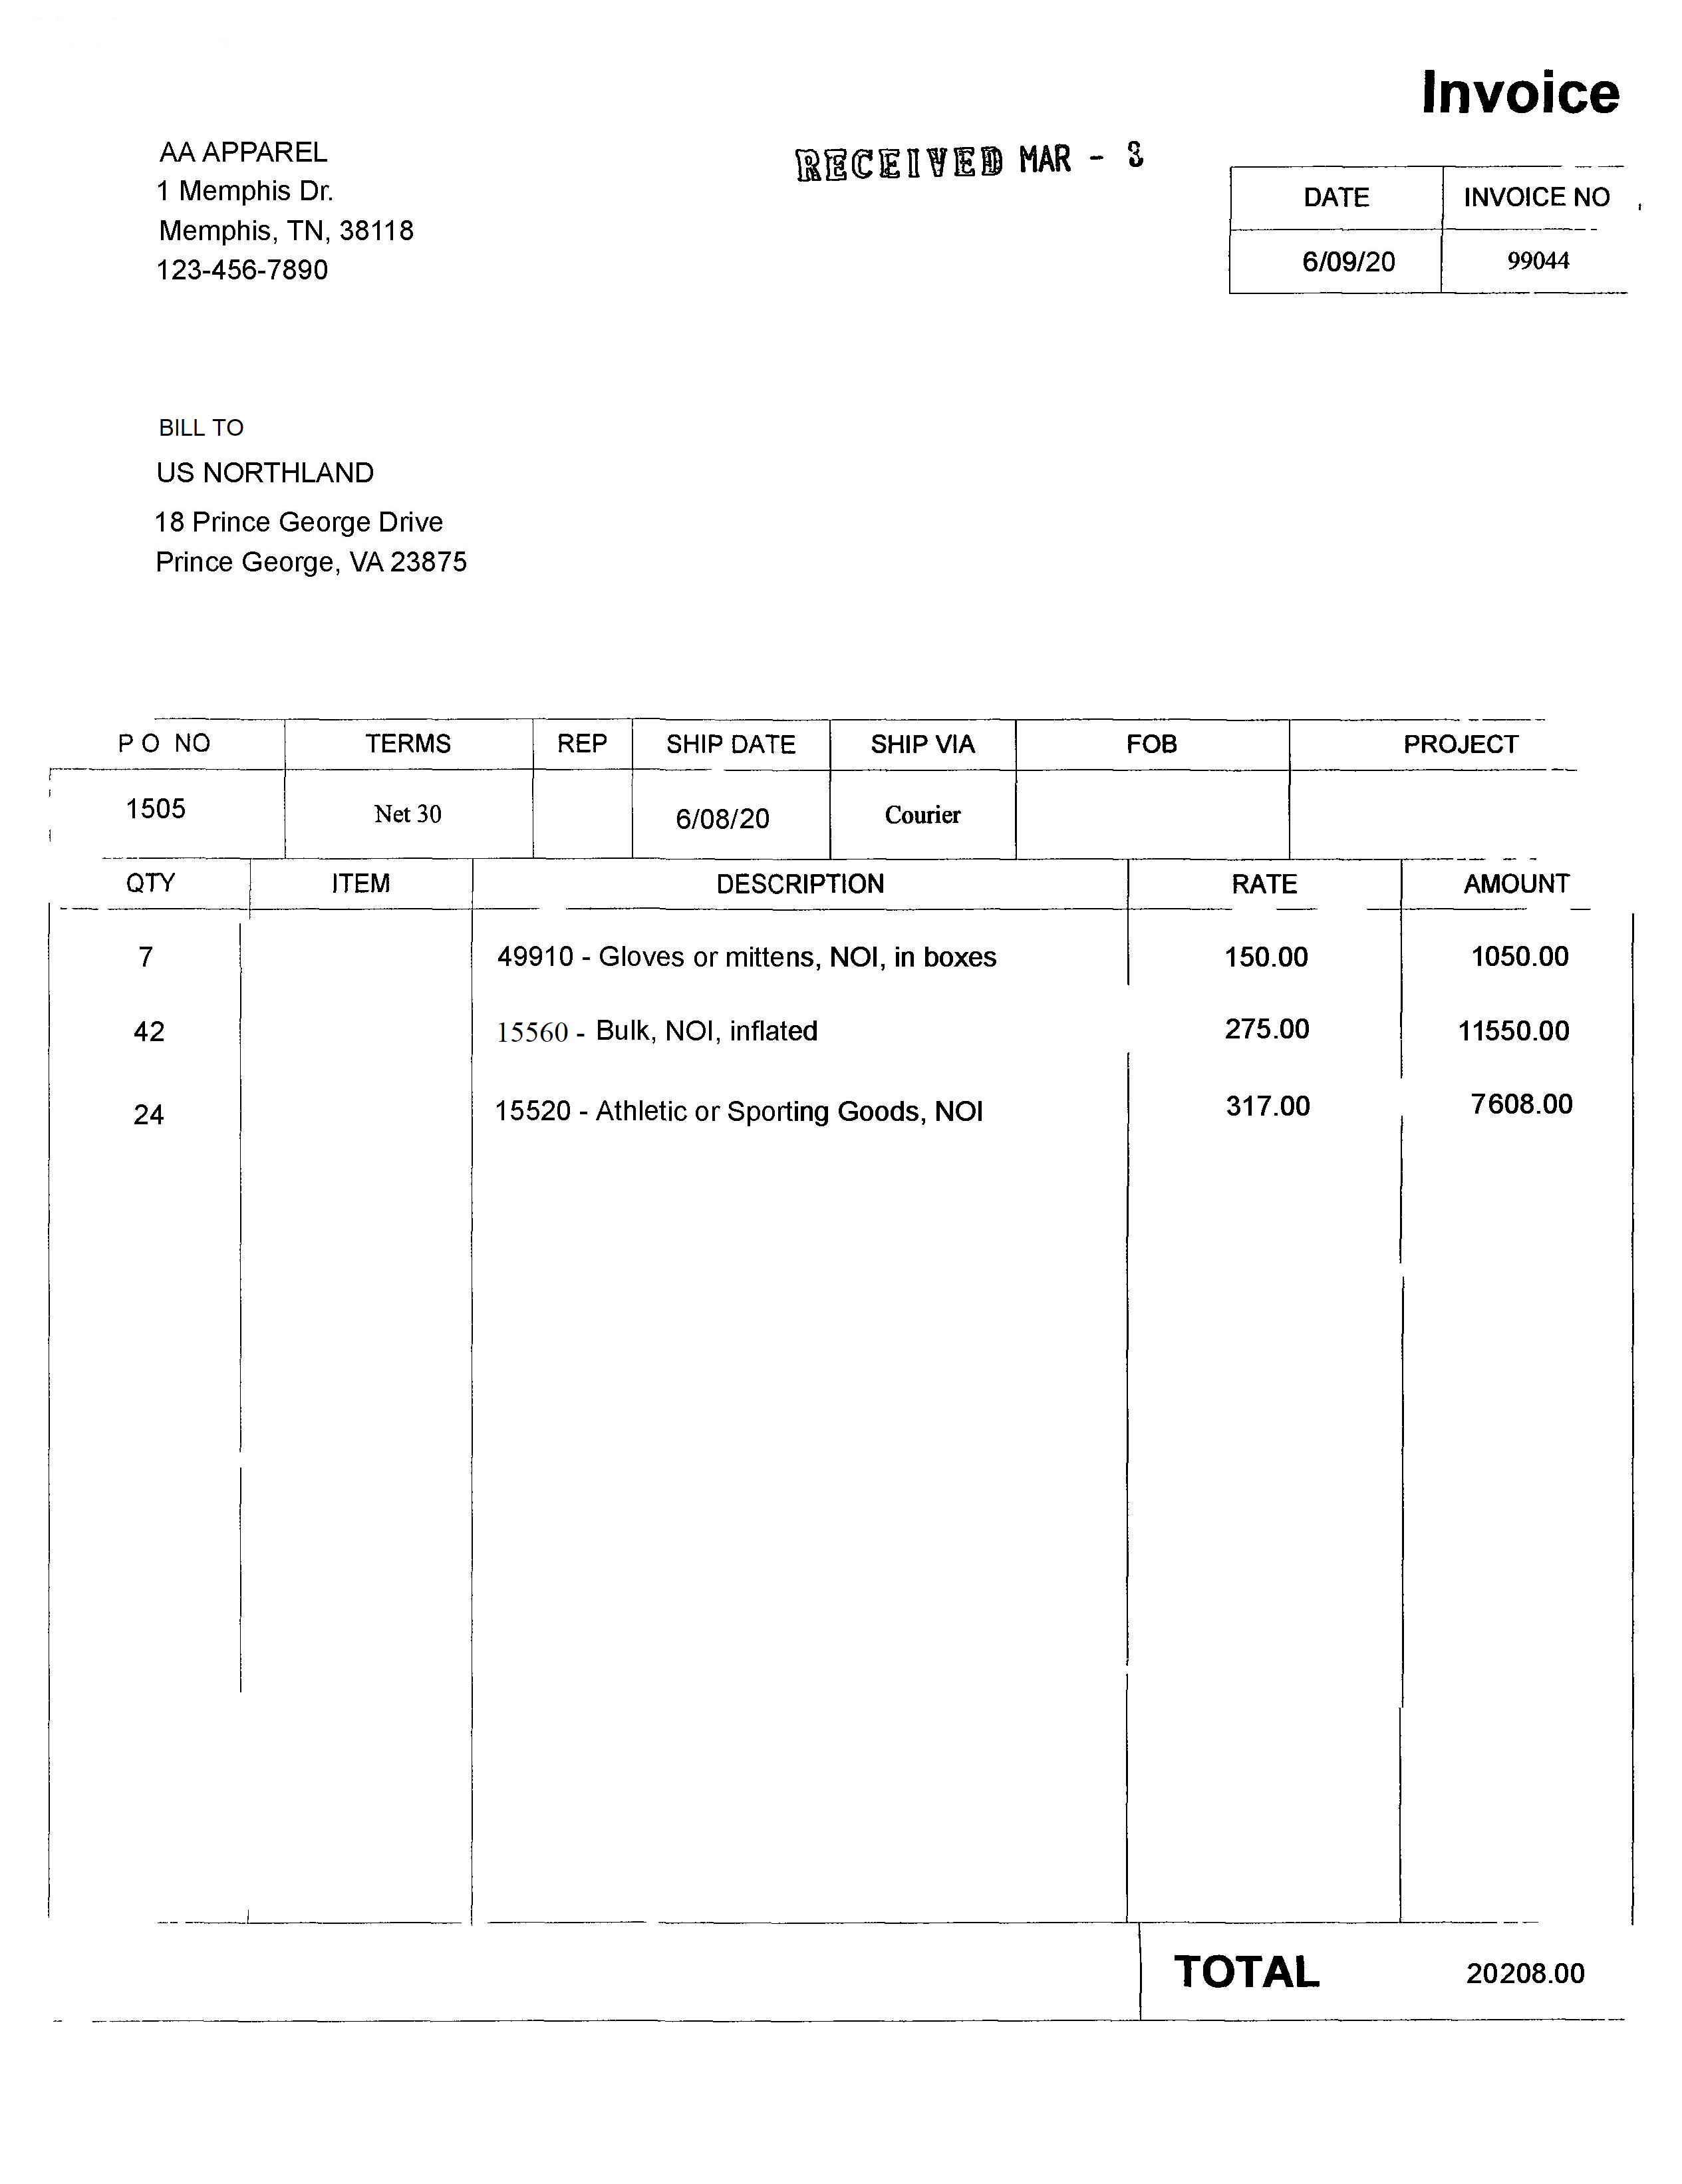 Invoice
AA APPAREL
1 Memphis Dr.
Memphis, TN, 38118
123-456-7890
RECEIVED MAR - 3
DATE INVOICE NO
6/09/20 99044
BILL TO
US NORTHLAND
18 Prince George Drive
Prince George, VA 23875
P O NO TERMS REP SHIP DATE SHIP VIA FOB PROJECT
1505 Net 30 6/08/20 Courier
QTY ITEM DESCRIPTION RATE AMOUNT
7 49910 - Gloves or mittens, NOI, in boxes 150.00 1050.00
42 15560 - Bulk, NOI, inflated 275.00 11550.00
24 15520 - Athletic or Sporting Goods, NOI 317.00 7608.00
TOTAL 20208.00